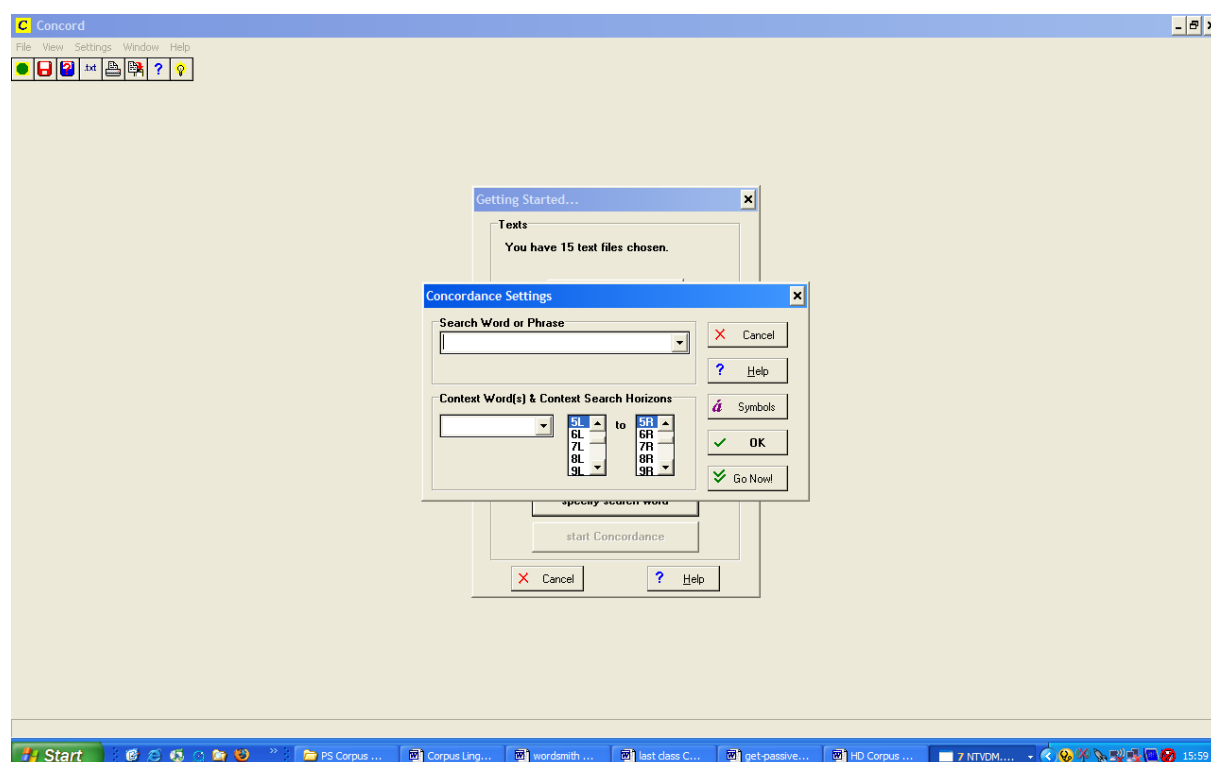 C Concord
File View Settings Window Help
.txt ? 
Getting Started...
Texts
You have 15 text files chosen.
Concordance Settings
Search Word or Phrase
Cancel
? Help
Context Word(s) & Context Search Horizons
á Symbols
5L to 5R
6L 6R
7L 7R
8L 8R
9L 9R
OK
Go Now!
specify search word
start Concordance
Cancel ? Help
Start PS Corpus ... Corpus Ling... wordsmith ... last class C... get-passive... HD Corpus ... 7 NTVDM.... 15:59